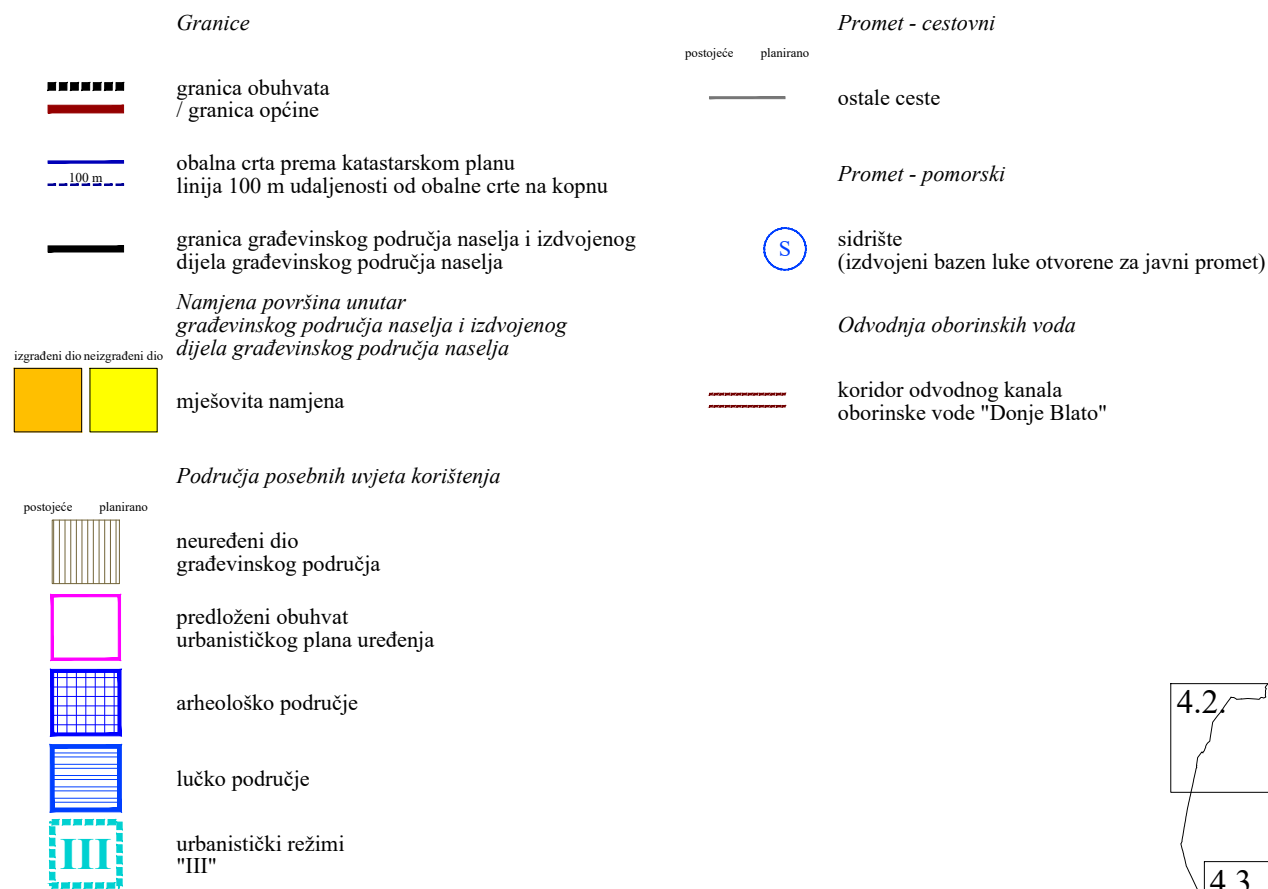 Granice
granica obuhvata
/ granica općine
obalna crta prema katastarskom planu
100 m
linija 100 m udaljenosti od obalne crte na kopnu
granica građevinskog područja naselja i izdvojenog
dijela građevinskog područja naselja
Namjena površina unutar
građevinskog područja naselja i izdvojenog
dijela građevinskog područja naselja
izgrađeni dio neizgrađeni dio
mješovita namjena
Područja posebnih uvjeta korištenja
postojeće planirano
neuređeni dio
građevinskog područja
predloženi obuhvat
urbanističkog plana uređenja
arheološko područje
lučko područje
III
urbanistički režimi
"III"
Promet - cestovni
postojeće planirano
ostale ceste
Promet - pomorski
S
sidrište
(izdvojeni bazen luke otvorene za javni promet)
Odvodnja oborinskih voda
koridor odvodnog kanala
oborinske vode "Donje Blato"
4.2.
4.3